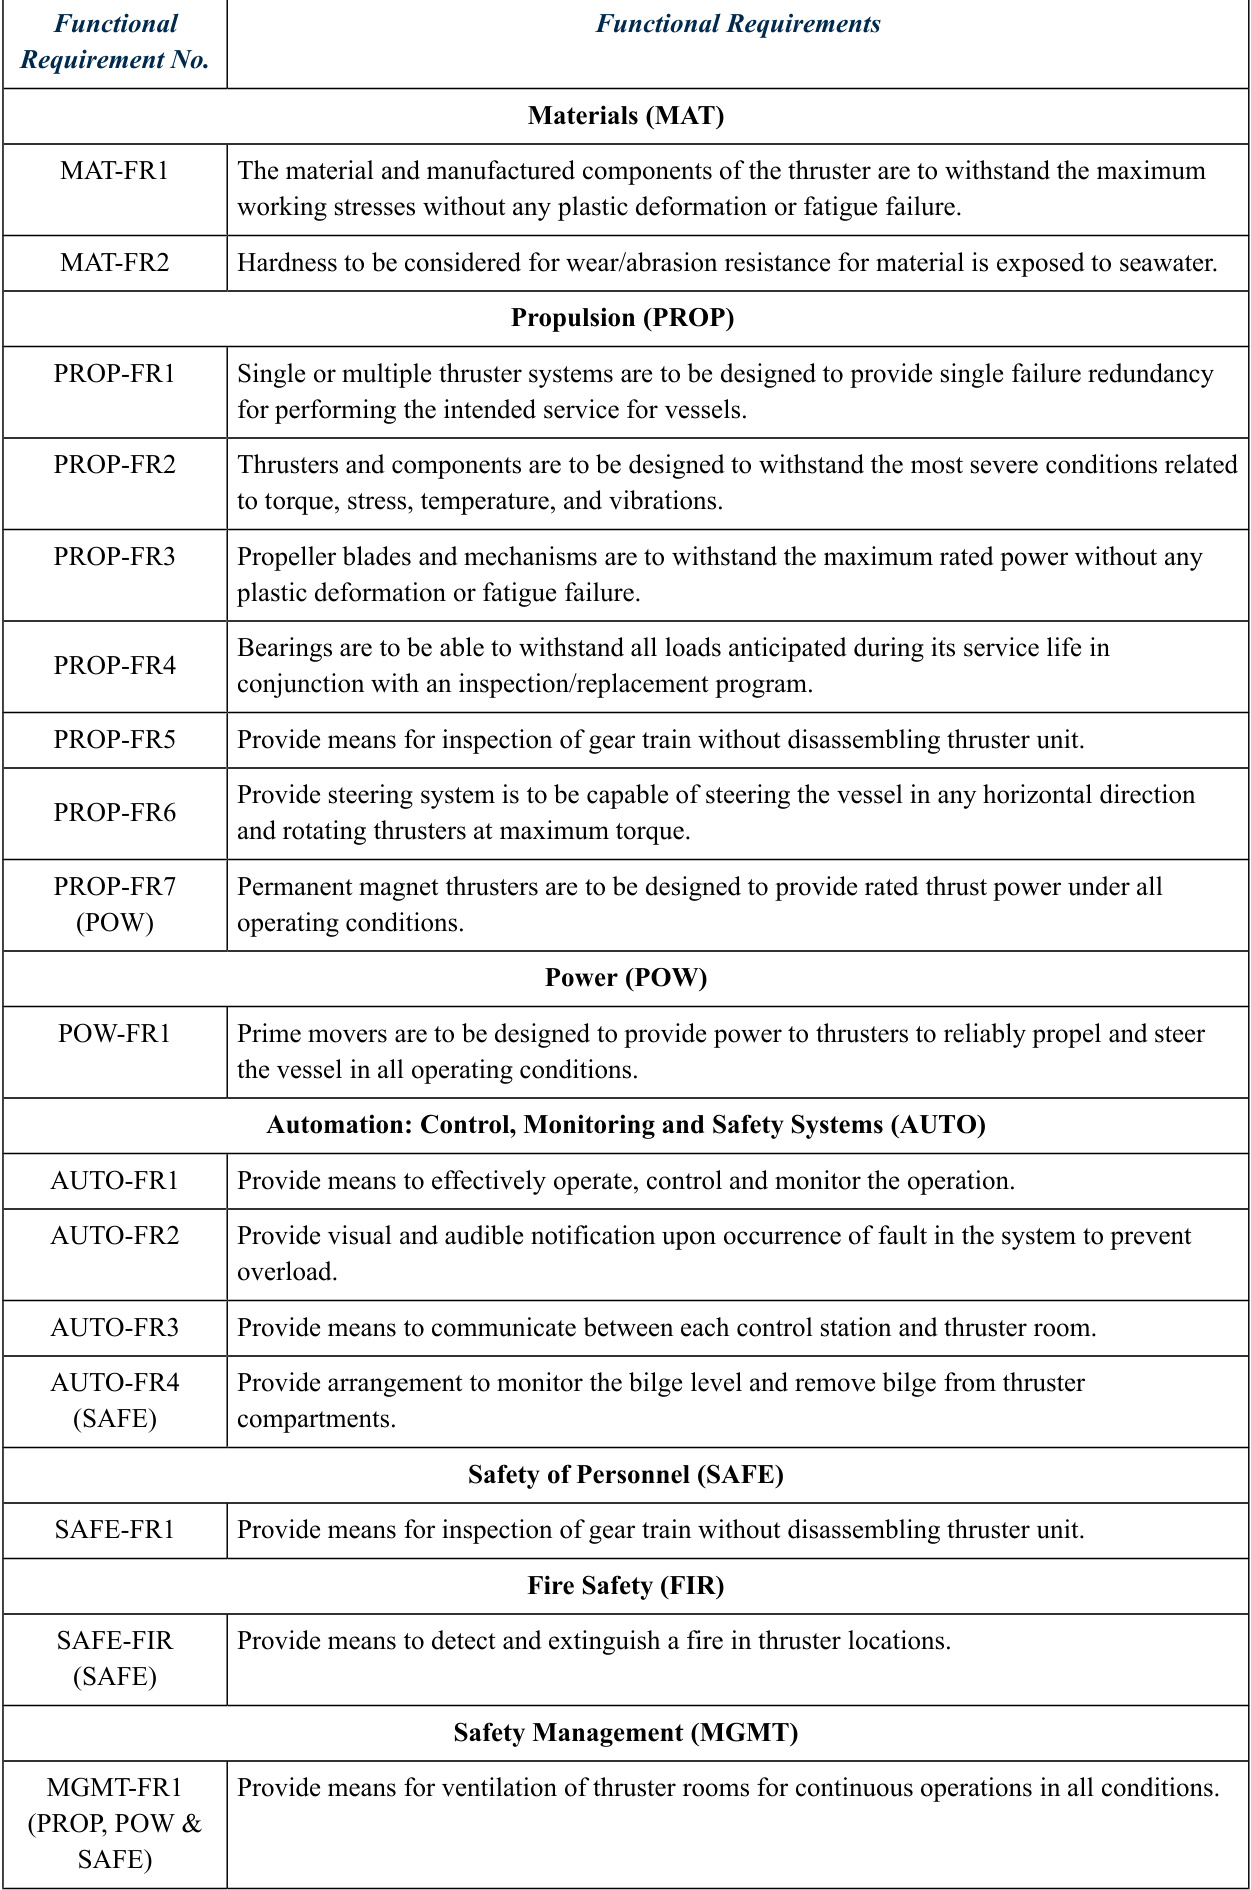 Functional
Requirement No.
Functional Requirements
Materials (MAT)
MAT-FR1
The material and manufactured components of the thruster are to withstand the maximum
working stresses without any plastic deformation or fatigue failure.
MAT-FR2
Hardness to be considered for wear/abrasion resistance for material is exposed to seawater.
Propulsion (PROP)
PROP-FR1
Single or multiple thruster systems are to be designed to provide single failure redundancy
for performing the intended service for vessels.
PROP-FR2
Thrusters and components are to be designed to withstand the most severe conditions related
to torque, stress, temperature, and vibrations.
PROP-FR3
Propeller blades and mechanisms are to withstand the maximum rated power without any
plastic deformation or fatigue failure.
PROP-FR4
Bearings are to be able to withstand all loads anticipated during its service life in
conjunction with an inspection/replacement program.
PROP-FR5
Provide means for inspection of gear train without disassembling thruster unit.
PROP-FR6
Provide steering system is to be capable of steering the vessel in any horizontal direction
and rotating thrusters at maximum torque.
PROP-FR7
(POW)
Permanent magnet thrusters are to be designed to provide rated thrust power under all
operating conditions.
Power (POW)
POW-FR1
Prime movers are to be designed to provide power to thrusters to reliably propel and steer
the vessel in all operating conditions.
Automation: Control, Monitoring and Safety Systems (AUTO)
AUTO-FR1
Provide means to effectively operate, control and monitor the operation.
AUTO-FR2
Provide visual and audible notification upon occurrence of fault in the system to prevent
overload.
AUTO-FR3
Provide means to communicate between each control station and thruster room.
AUTO-FR4
(SAFE)
Provide arrangement to monitor the bilge level and remove bilge from thruster
compartments.
Safety of Personnel (SAFE)
SAFE-FR1
Provide means for inspection of gear train without disassembling thruster unit.
Fire Safety (FIR)
SAFE-FIR
(SAFE)
Provide means to detect and extinguish a fire in thruster locations.
Safety Management (MGMT)
MGMT-FR1
(PROP, POW &
SAFE)
Provide means for ventilation of thruster rooms for continuous operations in all conditions.